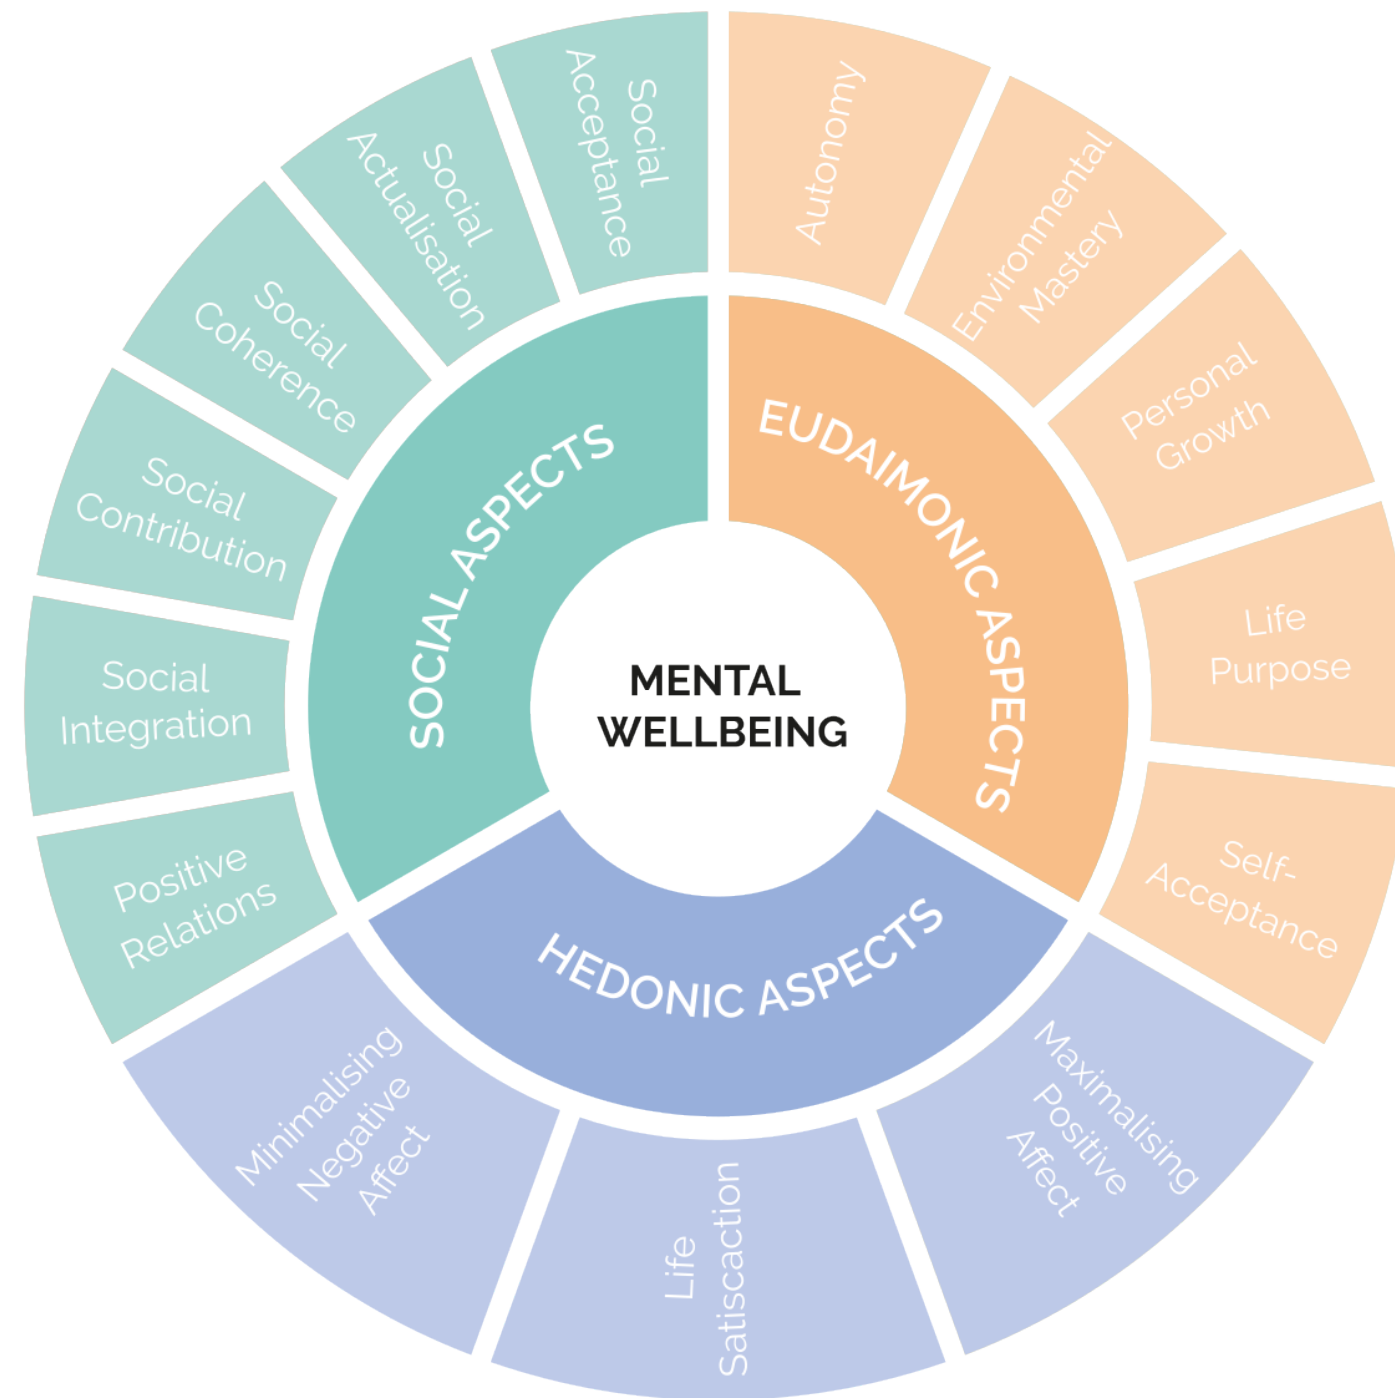 MENTAL
WELLBEING
EUDAIMONIC ASPECTS
Autonomy
Environmental
Mastery
Personal
Growth
Life
Purpose
Self-
Acceptance
HEDONIC ASPECTS
Maximalising
Positive
Affect
Life
Satiscaction
Minimalising
Negative
Affect
SOCIAL ASPECTS
Positive
Relations
Social
Integration
Social
Contribution
Social
Coherence
Social
Actualisation
Social
Acceptance